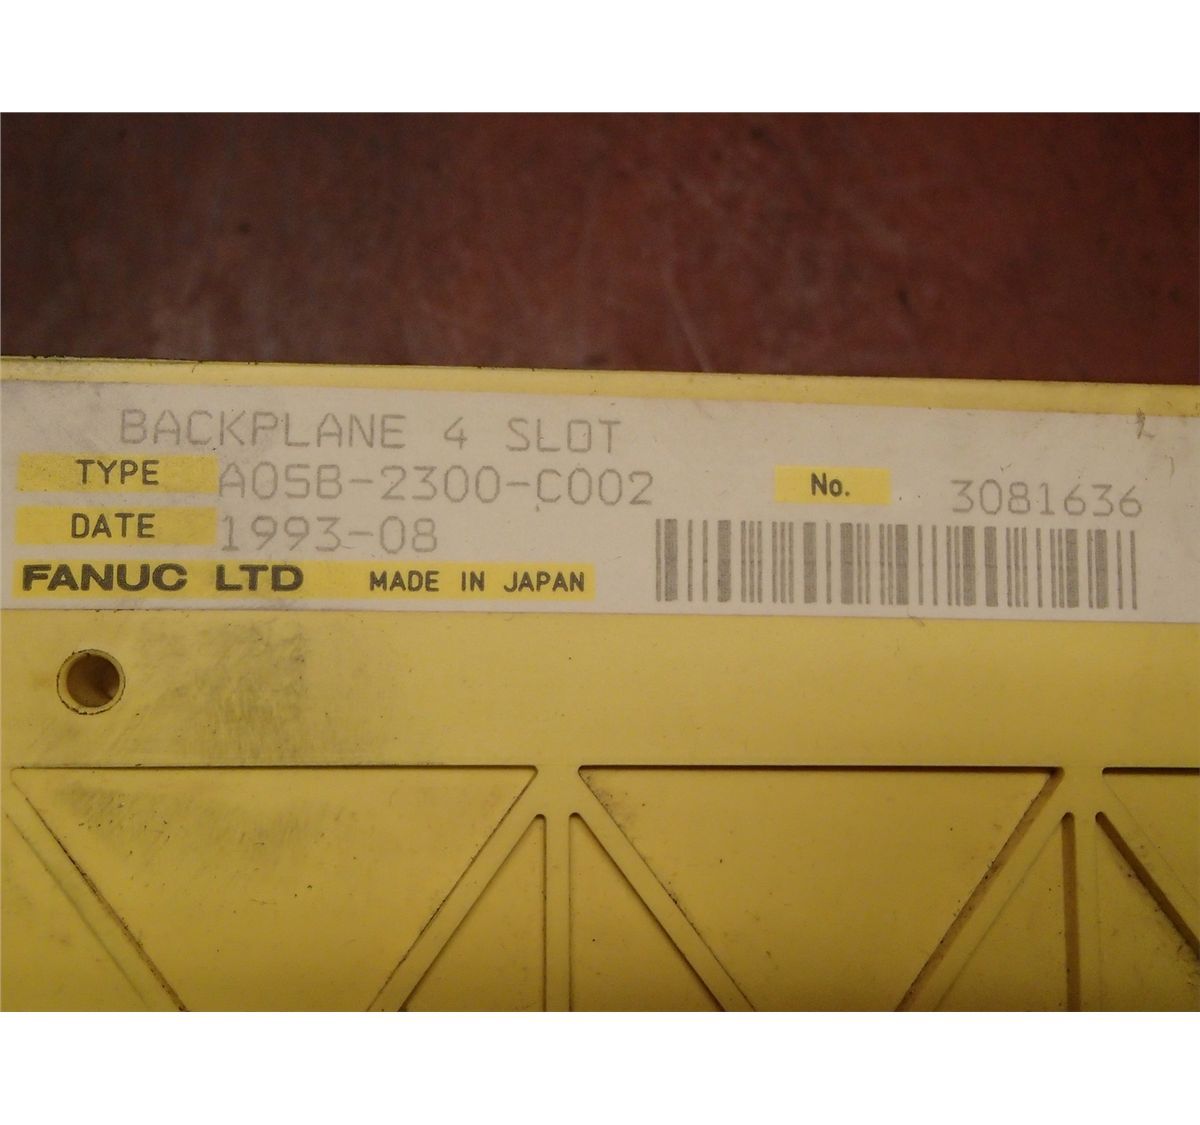 BACKPLANE 4 SLOT
TYPE A05B-2300-C002 No. 3081636
DATE 1993-08
FANUC LTD MADE IN JAPAN